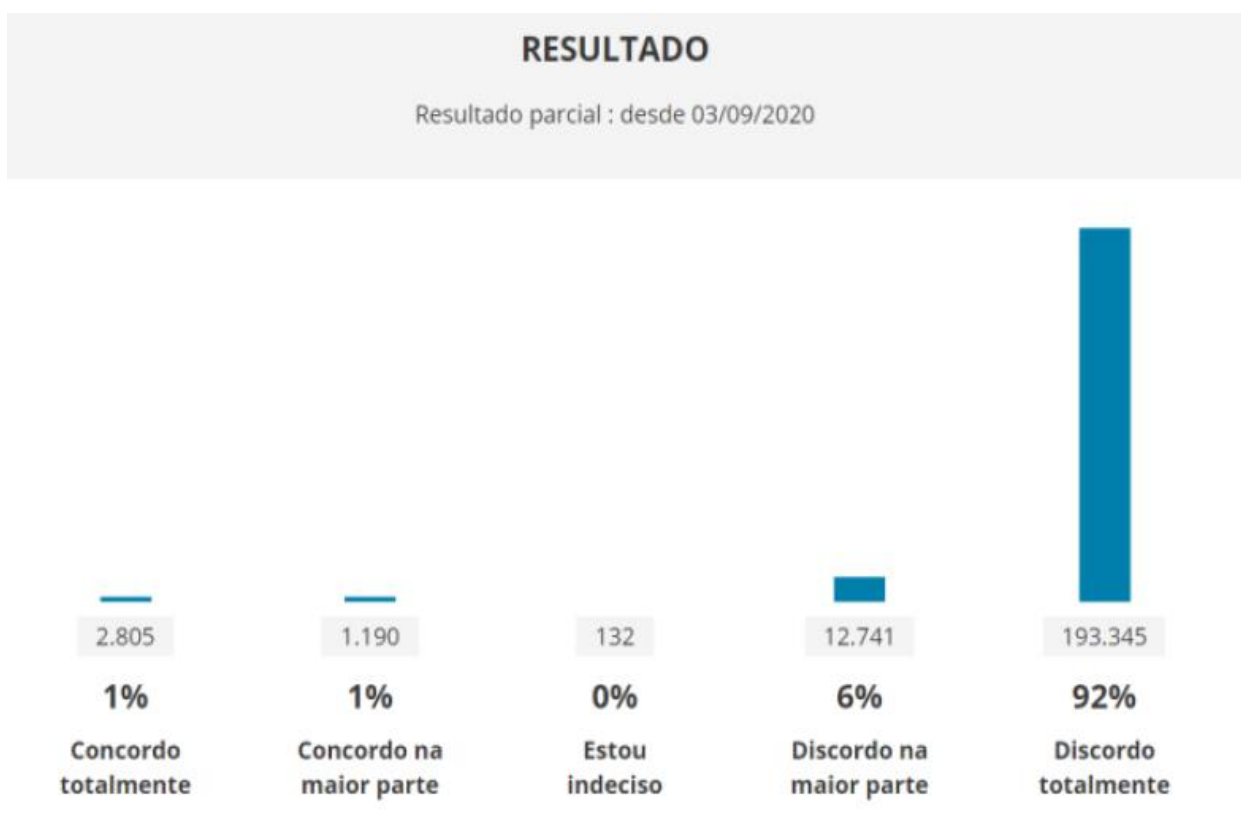 RESULTADO
Resultado parcial : desde 03/09/2020
2.805 1.190 132 12.741 193.345
1% 1% 0% 6% 92%
Concordo totalmente
Concordo na maior parte
Estou indeciso
Discordo na maior parte
Discordo totalmente